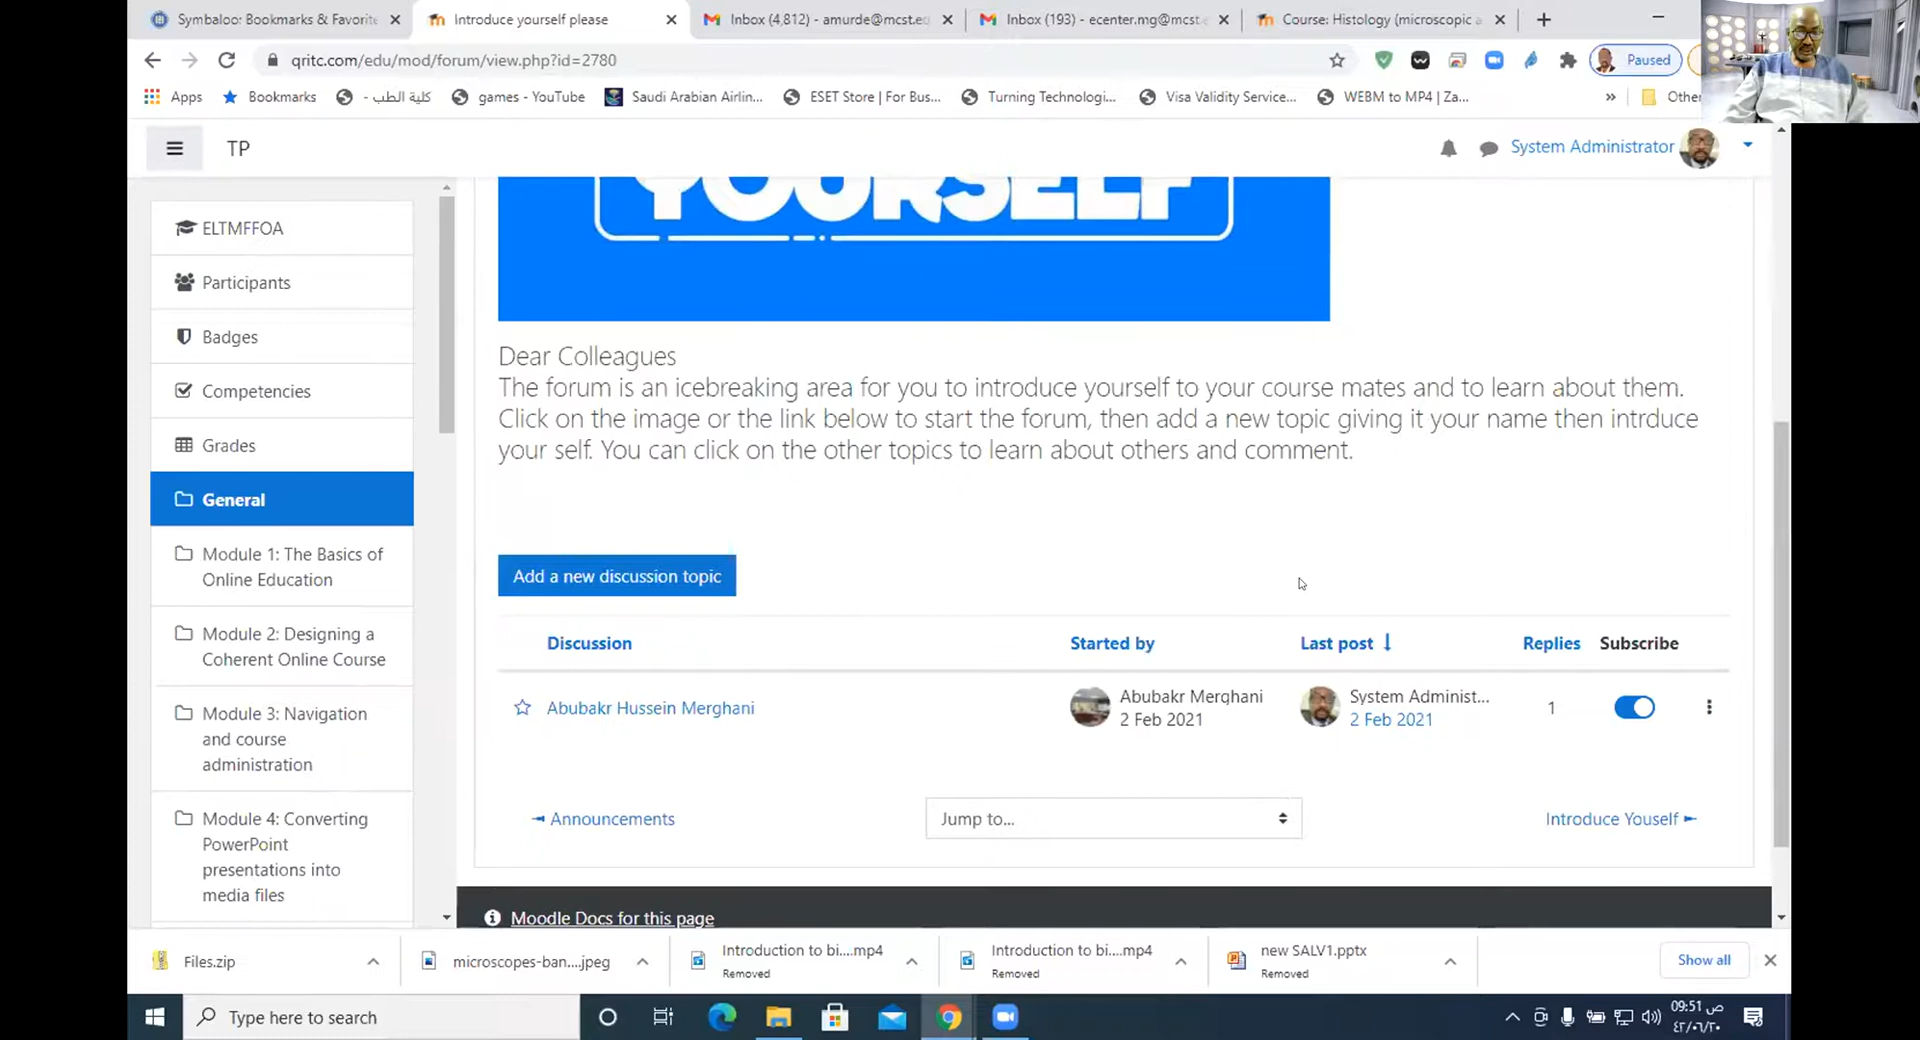 Symbaloo: Bookmarks & Favorite
Introduce yourself please
Inbox (4,812) - amurde@mcst.ed
Inbox (193) - ecenter.mg@mcst.e
Course: Histology (microscopic a
qritc.com/edu/mod/forum/view.php?id=2780
Paused
Apps
Bookmarks
كلية الطب -
games - YouTube
Saudi Arabian Airlin...
ESET Store | For Bus...
Turning Technologi...
Visa Validity Service...
WEBM to MP4 | Za...
»
Other
TP
System Administrator
YOURSELF
ELTMFFOA
Participants
Badges
Competencies
Grades
General
Module 1: The Basics of
Online Education
Module 2: Designing a
Coherent Online Course
Module 3: Navigation
and course
administration
Module 4: Converting
PowerPoint
presentations into
media files
Dear Colleagues
The forum is an icebreaking area for you to introduce yourself to your course mates and to learn about them.
Click on the image or the link below to start the forum, then add a new topic giving it your name then intrduce
your self. You can click on the other topics to learn about others and comment.
Add a new discussion topic
Discussion Started by Last post ↓ Replies Subscribe
Abubakr Hussein Merghani
Abubakr Merghani
2 Feb 2021
System Administ...
2 Feb 2021
1
◄ Announcements
Jump to...
Introduce Youself ►
Moodle Docs for this page
Files.zip
microscopes-ban....jpeg
Introduction to bi....mp4
Removed
Introduction to bi....mp4
Removed
new SALV1.pptx
Removed
Show all
Type here to search
09:51 ص
٤٢/٠٦/٢٠